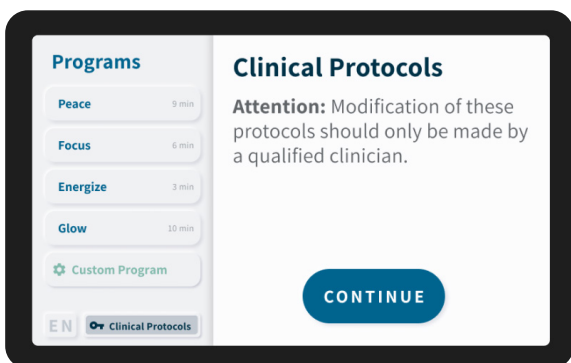 Programs
Peace 9 min
Focus 6 min
Energize 3 min
Glow 10 min
Custom Program
EN Clinical Protocols
Clinical Protocols
Attention: Modification of these
protocols should only be made by
a qualified clinician.
CONTINUE